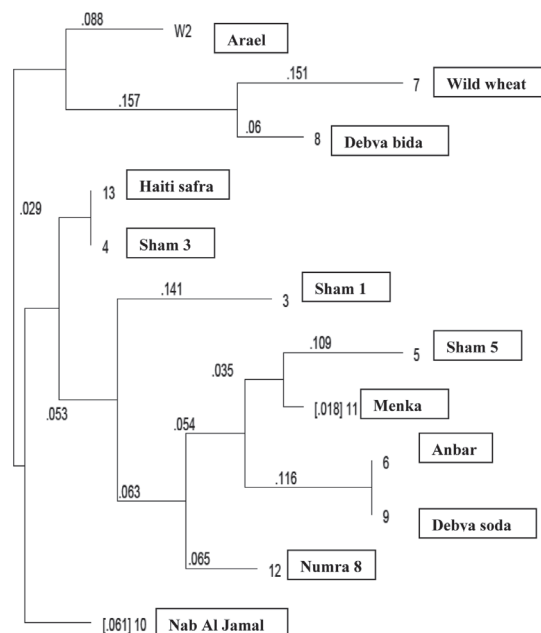 .088
W2 Arael
.151
7 Wild wheat
.157
.06
8 Debva bida
13 Haiti safra
.029
4 Sham 3
.141
3 Sham 1
.109
5 Sham 5
.035
[.018] 11 Menka
.053
.054
6 Anbar
.116
.063
9 Debva soda
.065
12 Numra 8
[.061] 10 Nab Al Jamal